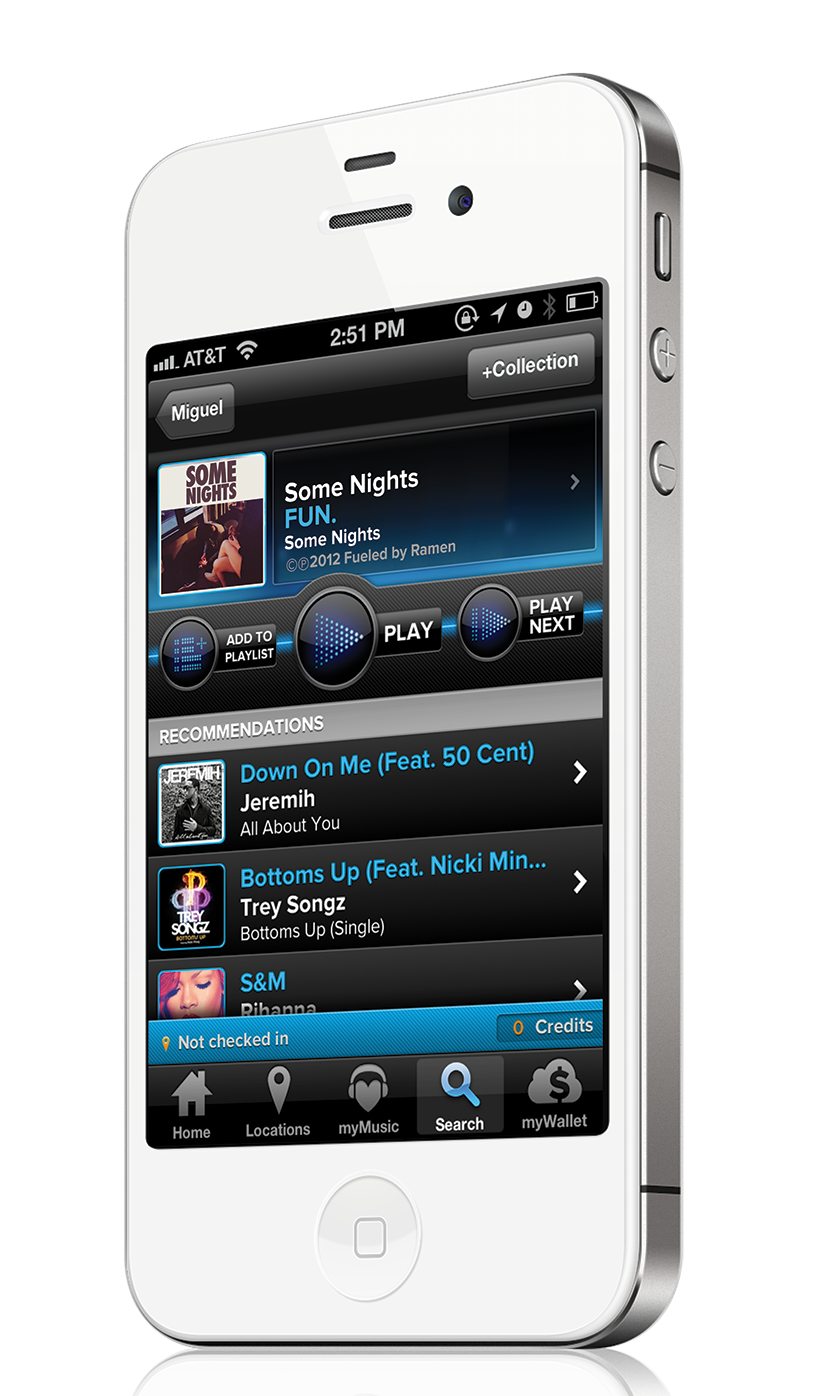 AT&T
2:51 PM
Miguel
+Collection
SOME
NIGHTS
Some Nights
FUN.
Some Nights
©℗2012 Fueled by Ramen
ADD TO
PLAYLIST
PLAY
PLAY
NEXT
RECOMMENDATIONS
JEREMIH
Down On Me (Feat. 50 Cent)
Jeremih
All About You
TREY
SONGZ
BOTTOMS UP
Bottoms Up (Feat. Nicki Min...
Trey Songz
Bottoms Up (Single)
S&M
Rihanna
Not checked in
0 Credits
Home
Locations
myMusic
Search
myWallet